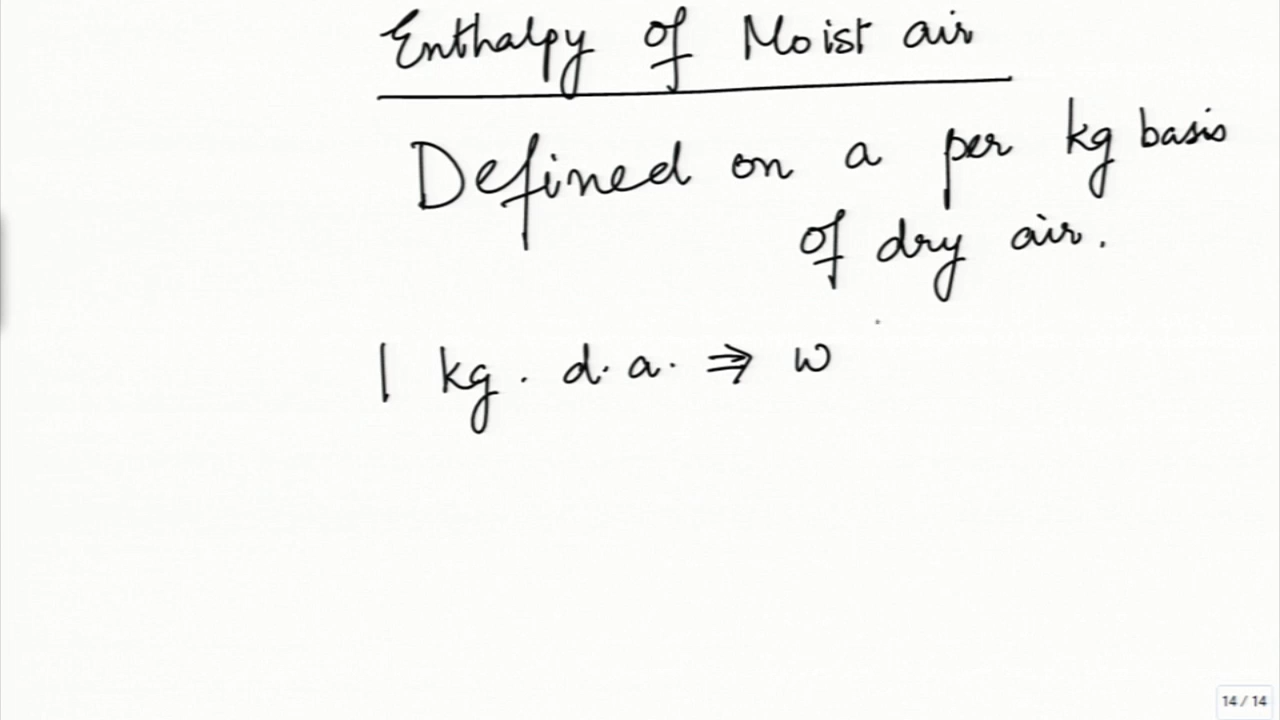 Enthalpy of Moist air
Defined on a per kg basis
of dry air.
1 kg. d.a. ⇒ ω
14 / 14